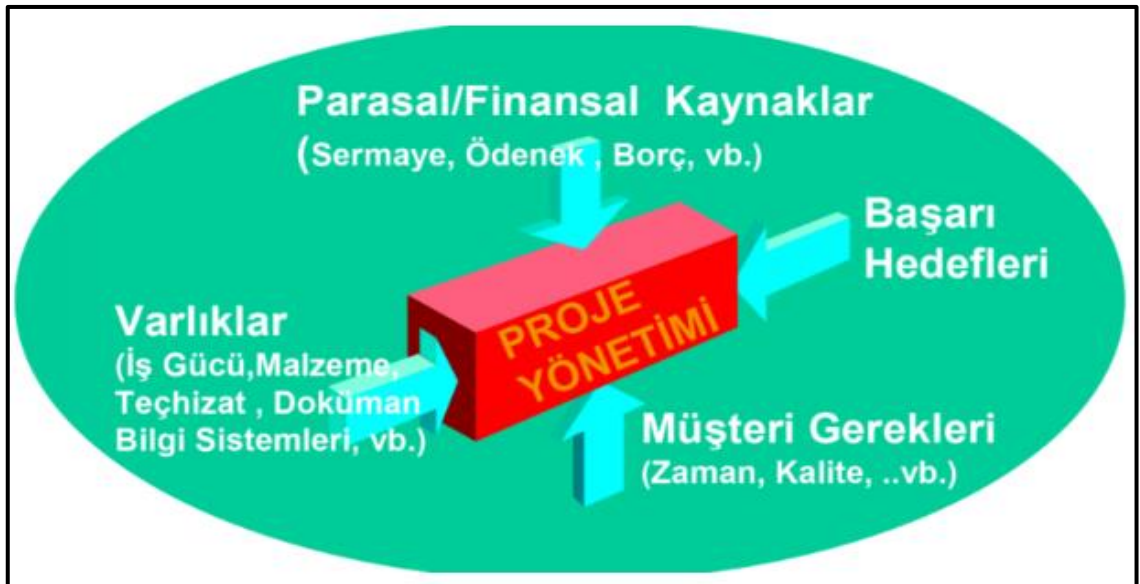 Parasal/Finansal Kaynaklar
(Sermaye, Ödenek , Borç, vb.)
Başarı
Hedefleri
Varlıklar
(İş Gücü,Malzeme,
Teçhizat , Doküman
Bilgi Sistemleri, vb.)
PROJE
YÖNETİMİ
Müşteri Gerekleri
(Zaman, Kalite, ..vb.)